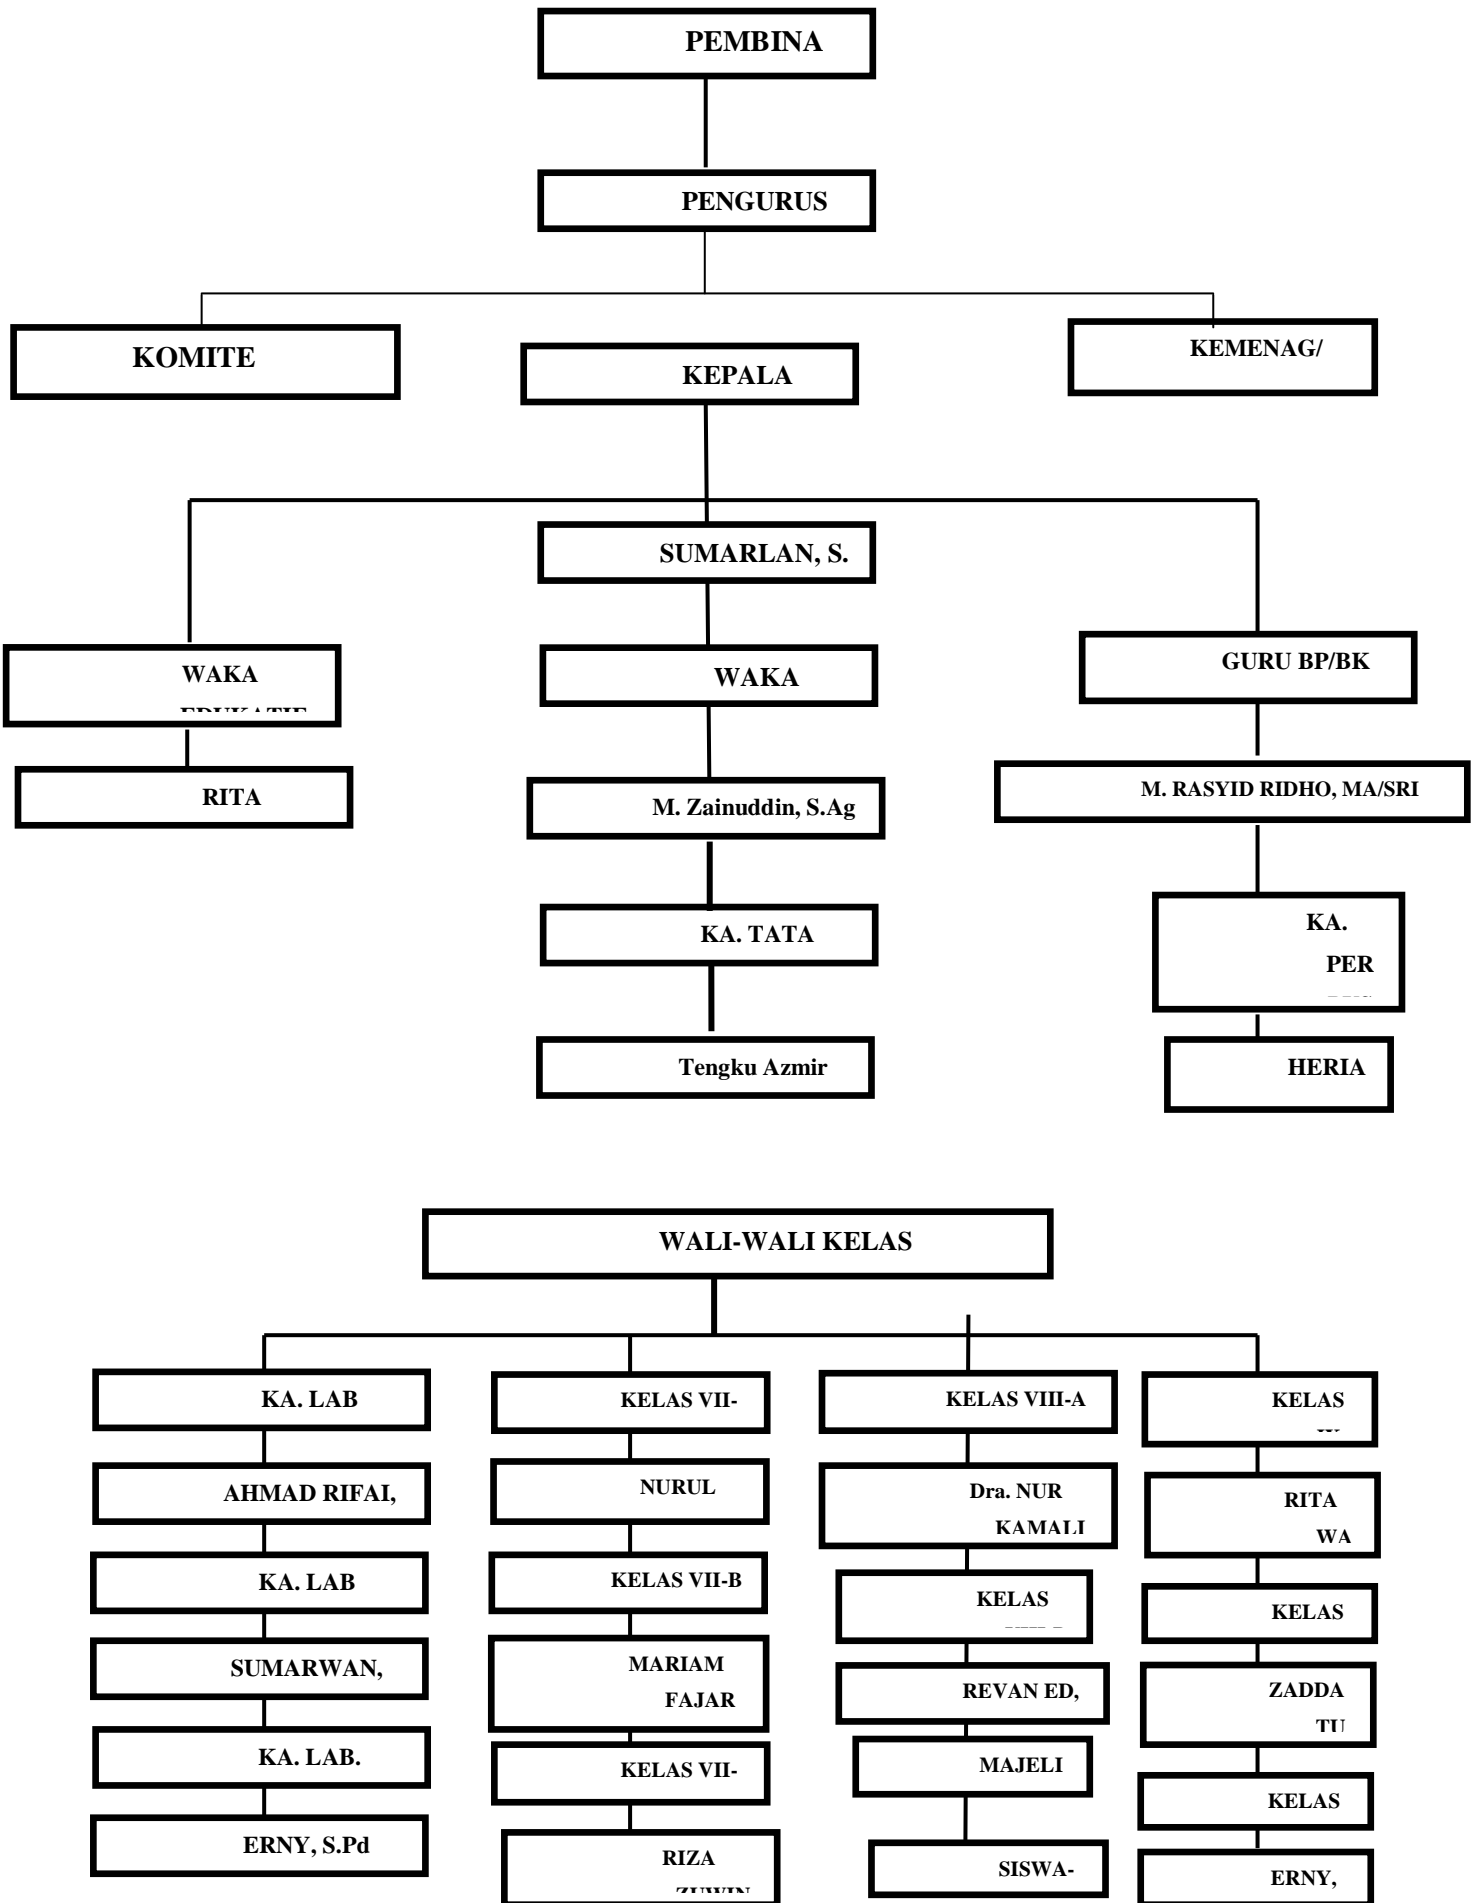 PEMBINA
PENGURUS
KOMITE
KEPALA
KEMENAG/
SUMARLAN, S.
WAKA
EDUKATIF
WAKA
GURU BP/BK
RITA
M. Zainuddin, S.Ag
M. RASYID RIDHO, MA/SRI
KA. TATA
KA.
PER
Tengku Azmir
HERIA
WALI-WALI KELAS
KA. LAB
AHMAD RIFAI,
KA. LAB
SUMARWAN,
KA. LAB.
ERNY, S.Pd
KELAS VII-
NURUL
KELAS VII-B
MARIAM
FAJAR
KELAS VII-
RIZA
KELAS VIII-A
Dra. NUR
KAMALI
KELAS
REVAN ED,
MAJELI
SISWA-
KELAS
RITA
WA
KELAS
ZADDA
TU
KELAS
ERNY,